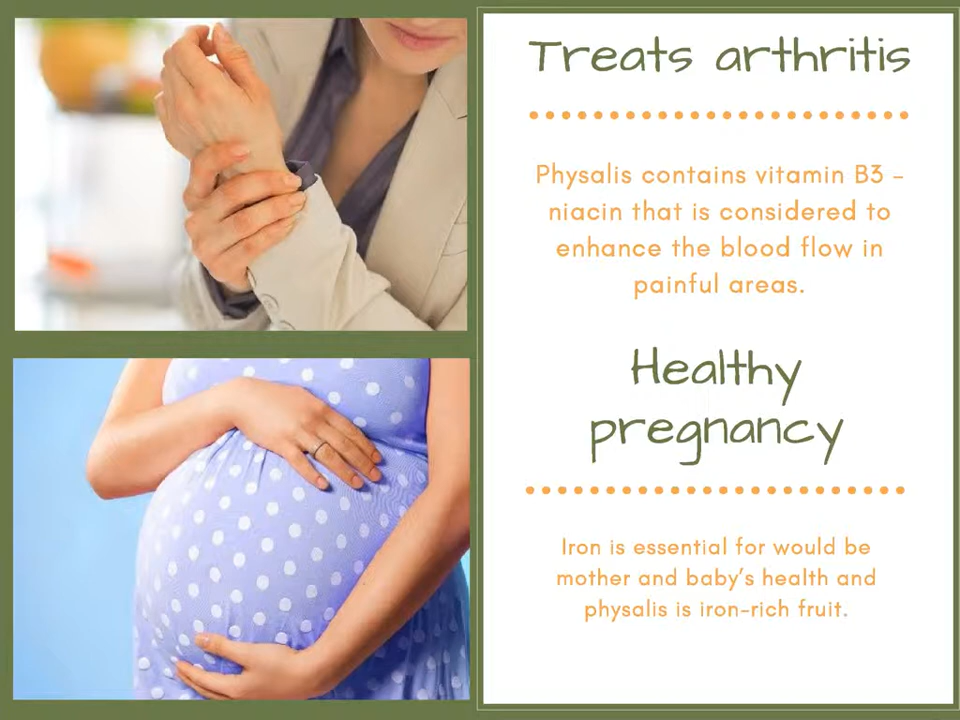 Treats arthritis
Physalis contains vitamin B3 –
niacin that is considered to
enhance the blood flow in
painful areas.
Healthy
pregnancy
Iron is essential for would be
mother and baby's health and
physalis is iron-rich fruit.